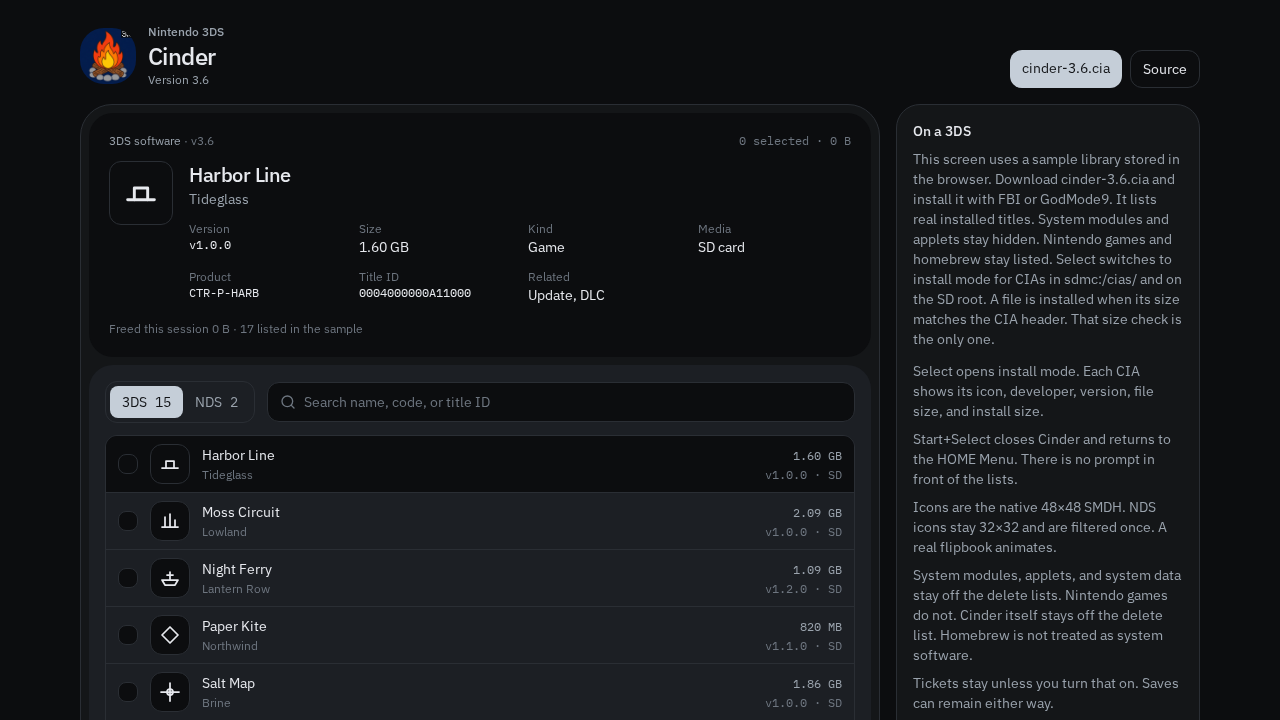 Nintendo 3DS
Cinder
Version 3.6
cinder-3.6.cia
Source
3DS software · v3.6
0 selected · 0 B
Harbor Line
Tideglass
Version
Size
Kind
Media
v1.0.0
1.60 GB
Game
SD card
Product
Title ID
Related
CTR-P-HARB
0004000000A11000
Update, DLC
Freed this session 0 B · 17 listed in the sample
3DS 15
NDS 2
Search name, code, or title ID
Harbor Line
1.60 GB
Tideglass
v1.0.0 · SD
Moss Circuit
2.09 GB
Lowland
v1.0.0 · SD
Night Ferry
1.09 GB
Lantern Row
v1.2.0 · SD
Paper Kite
820 MB
Northwind
v1.1.0 · SD
Salt Map
1.86 GB
Brine
v1.0.0 · SD
On a 3DS
This screen uses a sample library stored in
the browser. Download cinder-3.6.cia and
install it with FBI or GodMode9. It lists
real installed titles. System modules and
applets stay hidden. Nintendo games and
homebrew stay listed. Select switches to
install mode for CIAs in sdmc:/cias/ and on
the SD root. A file is installed when its size
matches the CIA header. That size check is
the only one.
Select opens install mode. Each CIA
shows its icon, developer, version, file
size, and install size.
Start+Select closes Cinder and returns to
the HOME Menu. There is no prompt in
front of the lists.
Icons are the native 48×48 SMDH. NDS
icons stay 32×32 and are filtered once. A
real flipbook animates.
System modules, applets, and system data
stay off the delete lists. Nintendo games
do not. Cinder itself stays off the delete
list. Homebrew is not treated as system
software.
Tickets stay unless you turn that on. Saves
can remain either way.